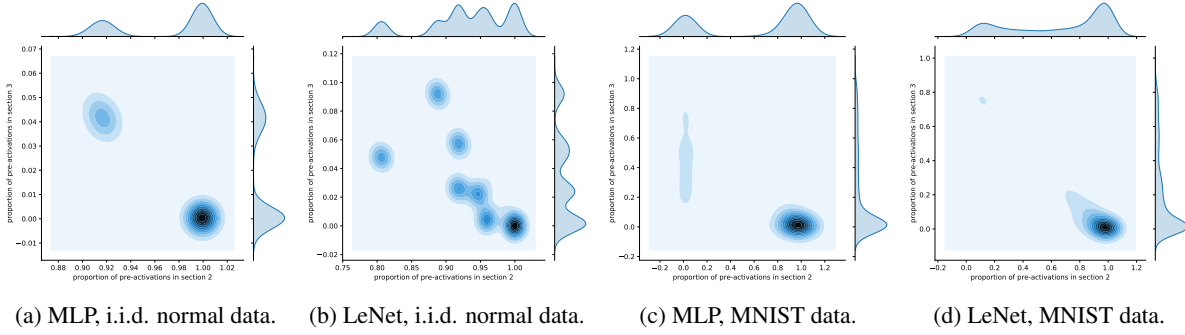 0.07
0.06
0.05
0.04
0.03
0.02
0.01
0.00
−0.01
proportion of pre-activations in section 3
0.88 0.90 0.92 0.94 0.96 0.98 1.00 1.02
proportion of pre-activations in section 2
(a) MLP, i.i.d. normal data.
0.12
0.10
0.08
0.06
0.04
0.02
0.00
−0.02
proportion of pre-activations in section 3
0.75 0.80 0.85 0.90 0.95 1.00
proportion of pre-activations in section 2
(b) LeNet, i.i.d. normal data.
1.2
1.0
0.8
0.6
0.4
0.2
0.0
−0.2
proportion of pre-activations in section 3
−0.4 −0.2 0.0 0.2 0.4 0.6 0.8 1.0 1.2
proportion of pre-activations in section 2
(c) MLP, MNIST data.
1.0
0.8
0.6
0.4
0.2
0.0
−0.2
proportion of pre-activations in section 3
−0.2 0.0 0.2 0.4 0.6 0.8 1.0 1.2
proportion of pre-activations in section 2
(d) LeNet, MNIST data.